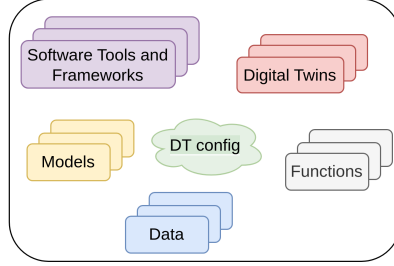 Software Tools and
Frameworks
Digital Twins
Models
DT config
Functions
Data